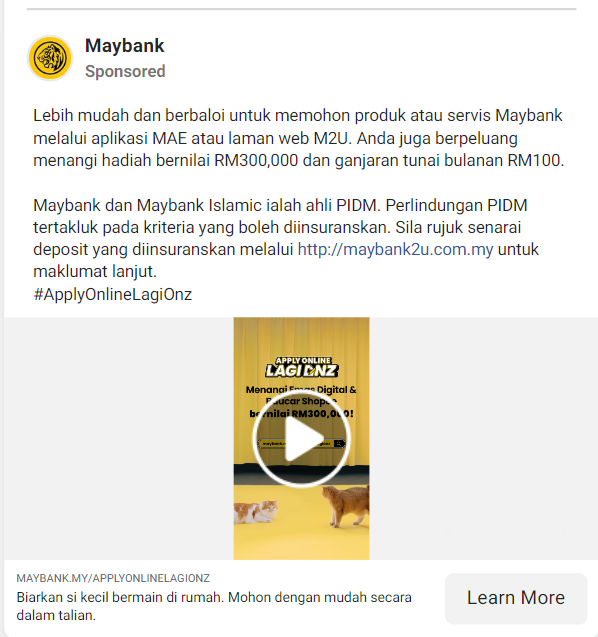 Maybank
Sponsored
Lebih mudah dan berbaloi untuk memohon produk atau servis Maybank
melalui aplikasi MAE atau laman web M2U. Anda juga berpeluang
menangi hadiah bernilai RM300,000 dan ganjaran tunai bulanan RM100.
Maybank dan Maybank Islamic ialah ahli PIDM. Perlindungan PIDM
tertakluk pada kriteria yang boleh diinsuranskan. Sila rujuk senarai
deposit yang diinsuranskan melalui http://maybank2u.com.my untuk
maklumat lanjut.
#ApplyOnlineLagiOnz
APPLY ONLINE
LAGI ONZ
Menangi Emas Digital &
Baucar Shopee
bernilai RM300,000!
MAYBANK.MY/APPLYONLINELAGIONZ
Biarkan si kecil bermain di rumah. Mohon dengan mudah secara
dalam talian.
Learn More